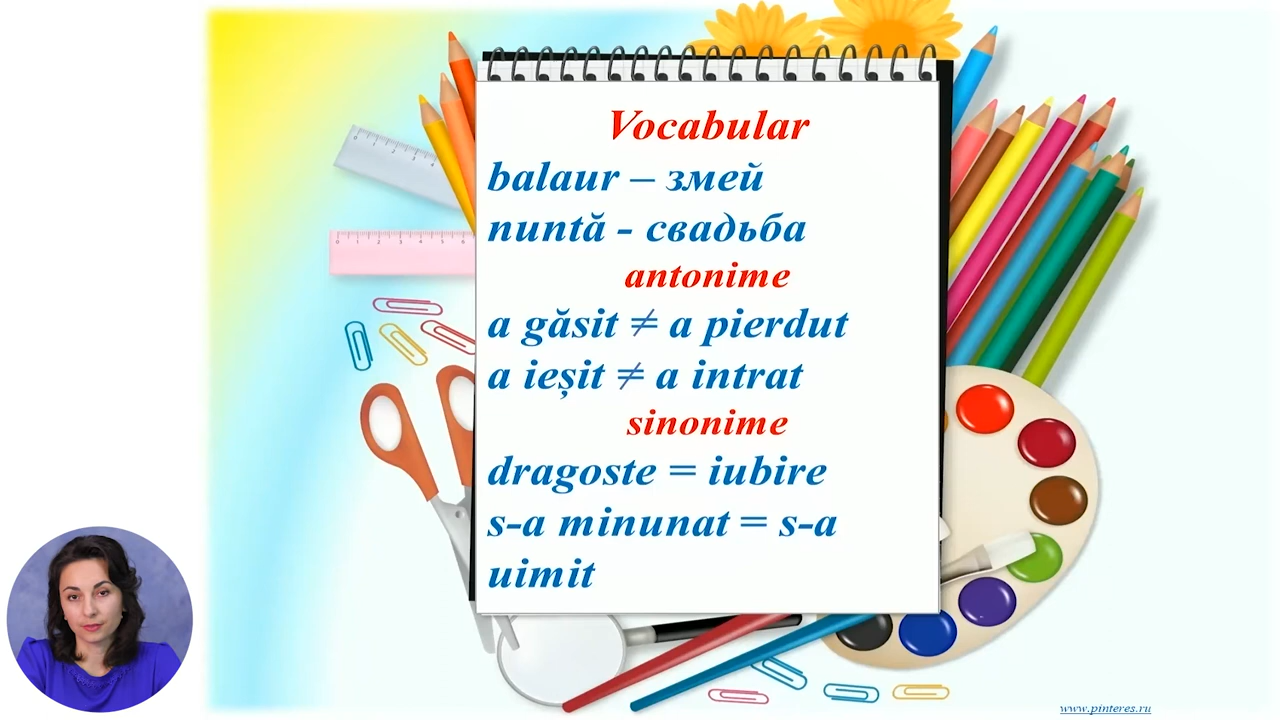 Vocabular
balaur – змей
nuntă - свадьба
antonime
a găsit ≠ a pierdut
a ieșit ≠ a intrat
sinonime
dragoste = iubire
s-a minunat = s-a
uimit
www.pinteres.ru